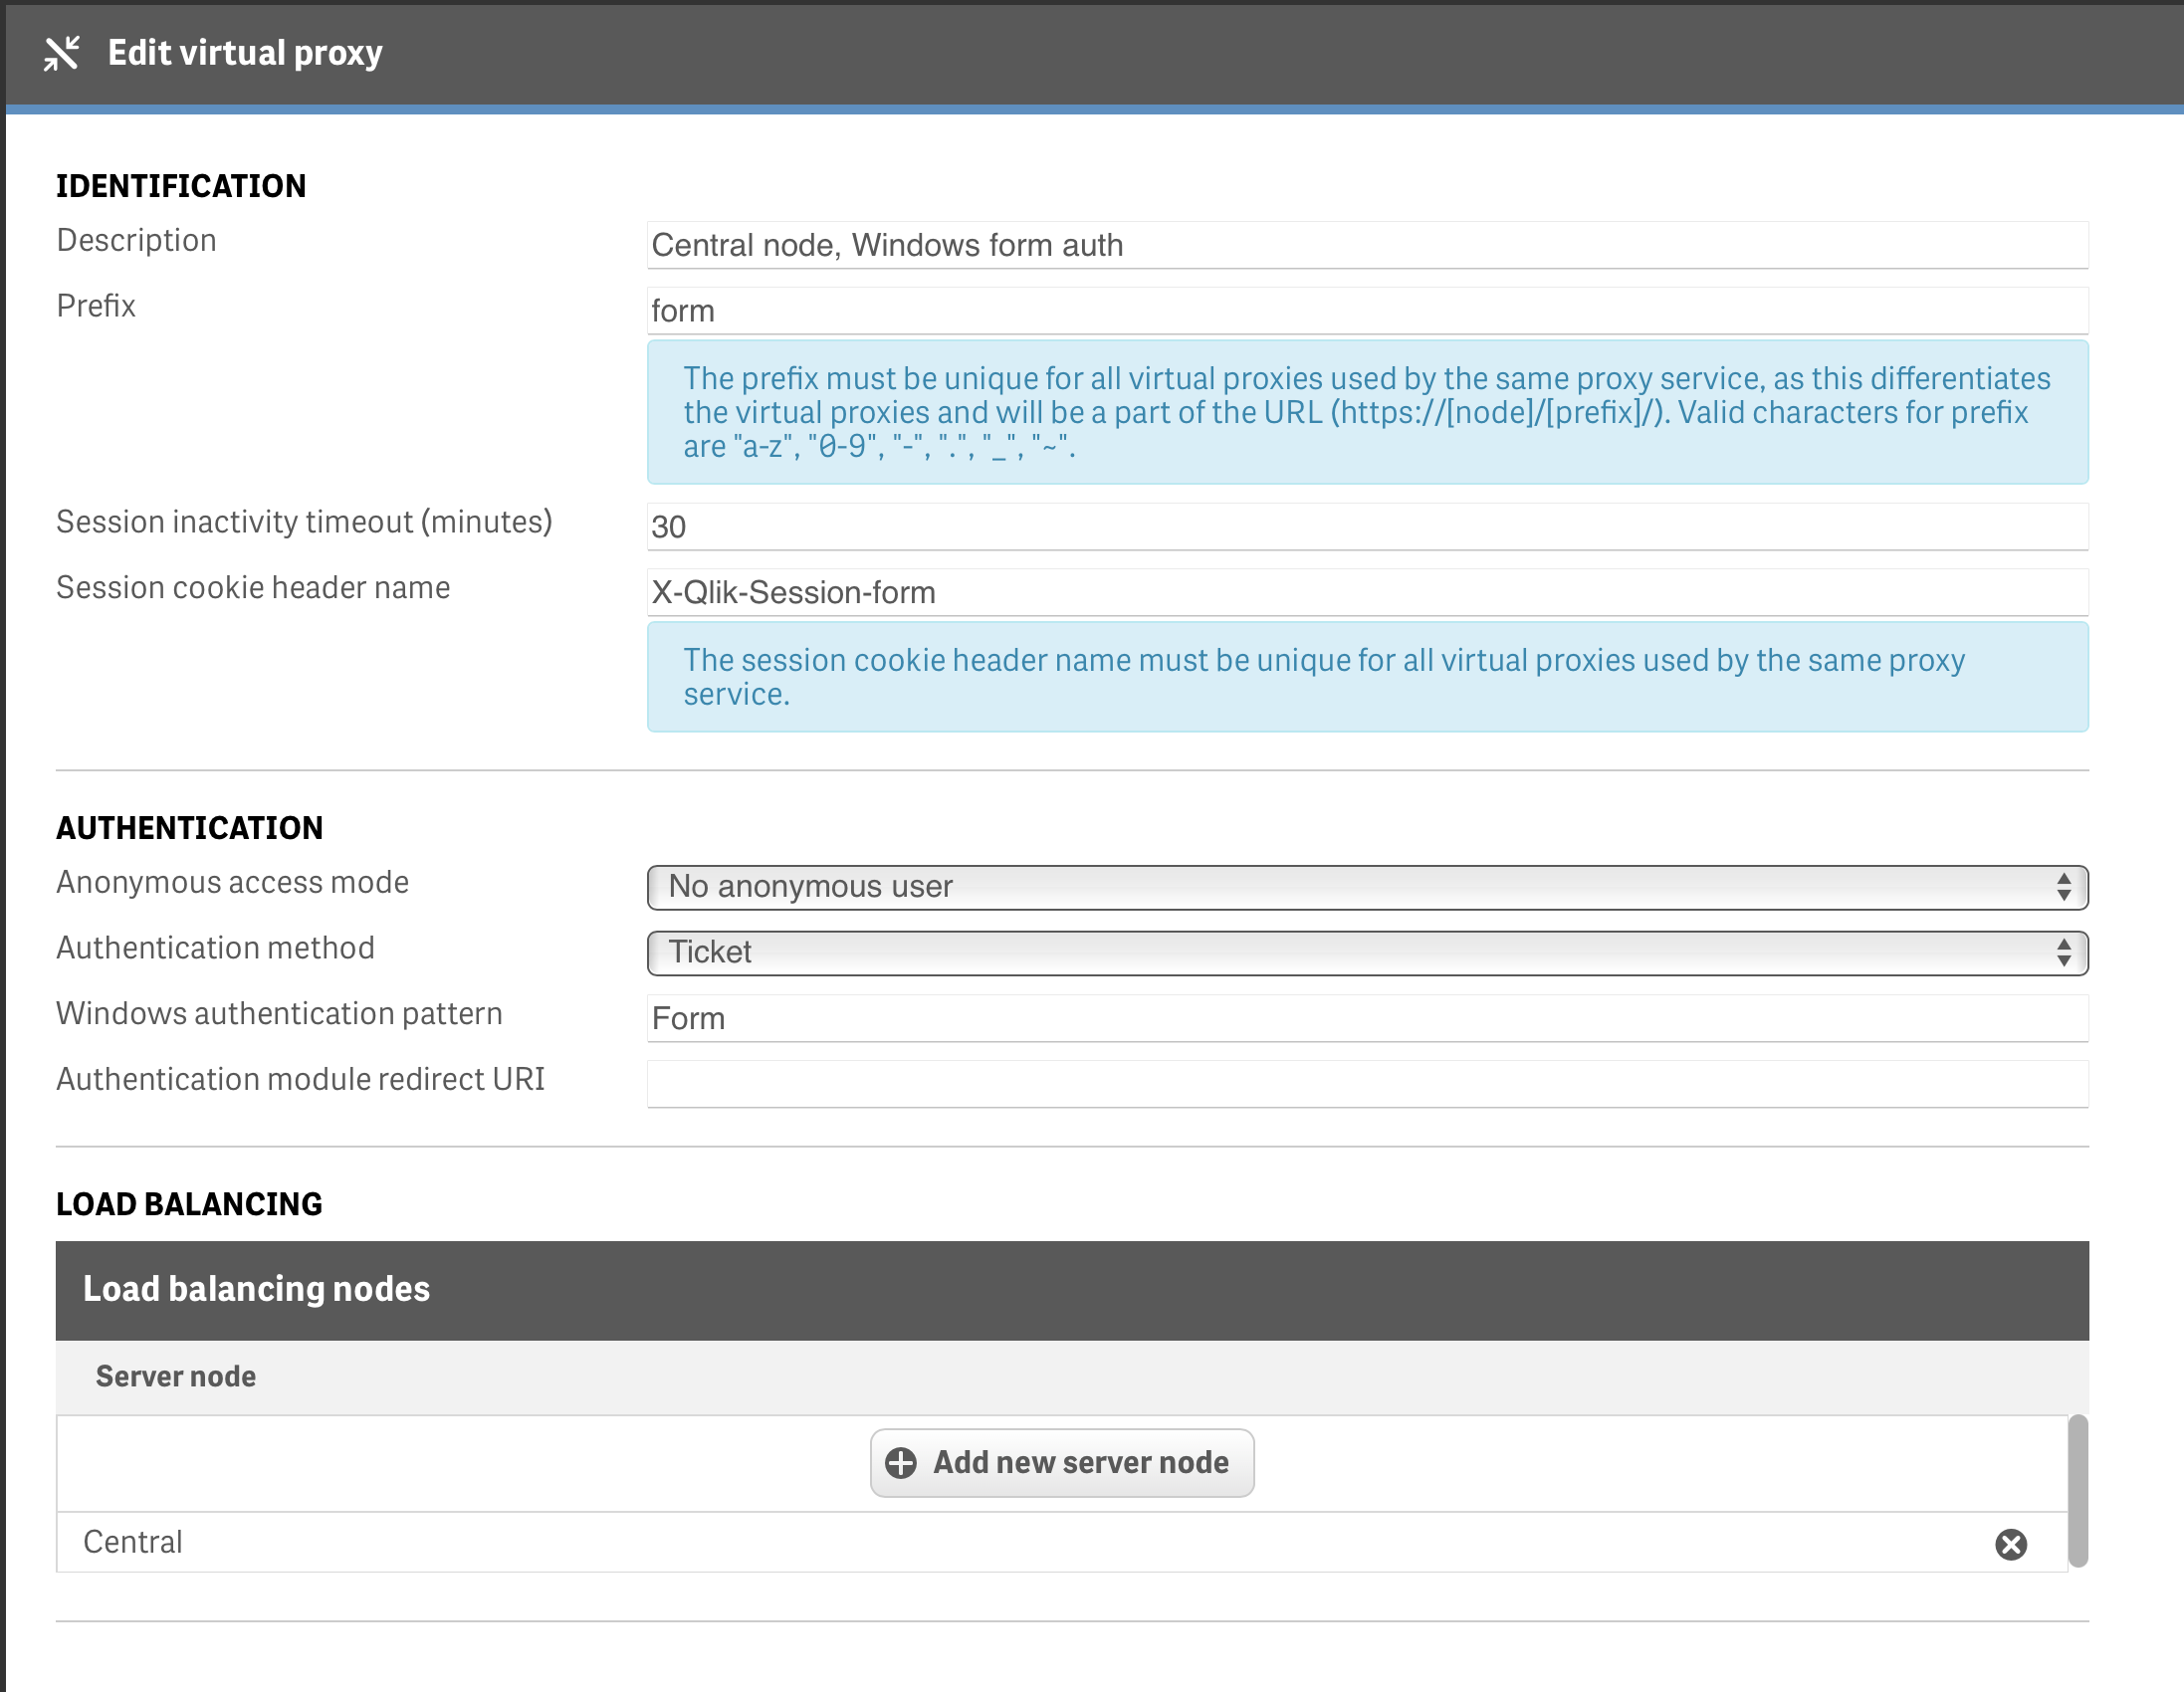 Edit virtual proxy
IDENTIFICATION
Description
Central node, Windows form auth
Prefix
form
The prefix must be unique for all virtual proxies used by the same proxy service, as this differentiates
the virtual proxies and will be a part of the URL (https://[node]/[prefix]/). Valid characters for prefix
are "a-z", "0-9", "-", ".", "_", "~".
Session inactivity timeout (minutes)
30
Session cookie header name
X-Qlik-Session-form
The session cookie header name must be unique for all virtual proxies used by the same proxy
service.
AUTHENTICATION
Anonymous access mode
No anonymous user
Authentication method
Ticket
Windows authentication pattern
Form
Authentication module redirect URI
LOAD BALANCING
Load balancing nodes
Server node
Add new server node
Central